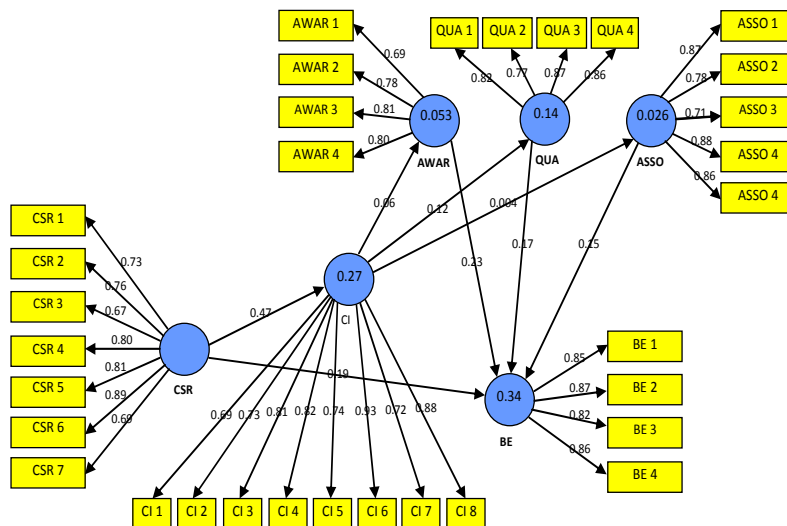 AWAR 1
AWAR 2
AWAR 3
AWAR 4
0.69
0.78
0.81
0.80
0.053
AWAR
QUA 1
QUA 2
QUA 3
QUA 4
0.82
0.77
0.87
0.86
0.14
QUA
ASSO 1
ASSO 2
ASSO 3
ASSO 4
ASSO 4
0.87
0.78
0.71
0.88
0.86
0.026
ASSO
0.06
0.12
0.004
0.23
0.17
0.15
CSR 1
CSR 2
CSR 3
CSR 4
CSR 5
CSR 6
CSR 7
0.73
0.76
0.67
0.80
0.81
0.89
0.69
CSR
0.47
0.19
0.27
CI
0.69
0.73
0.81
0.82
0.74
0.93
0.72
0.88
CI 1
CI 2
CI 3
CI 4
CI 5
CI 6
CI 7
CI 8
0.34
BE
0.85
0.87
0.82
0.86
BE 1
BE 2
BE 3
BE 4